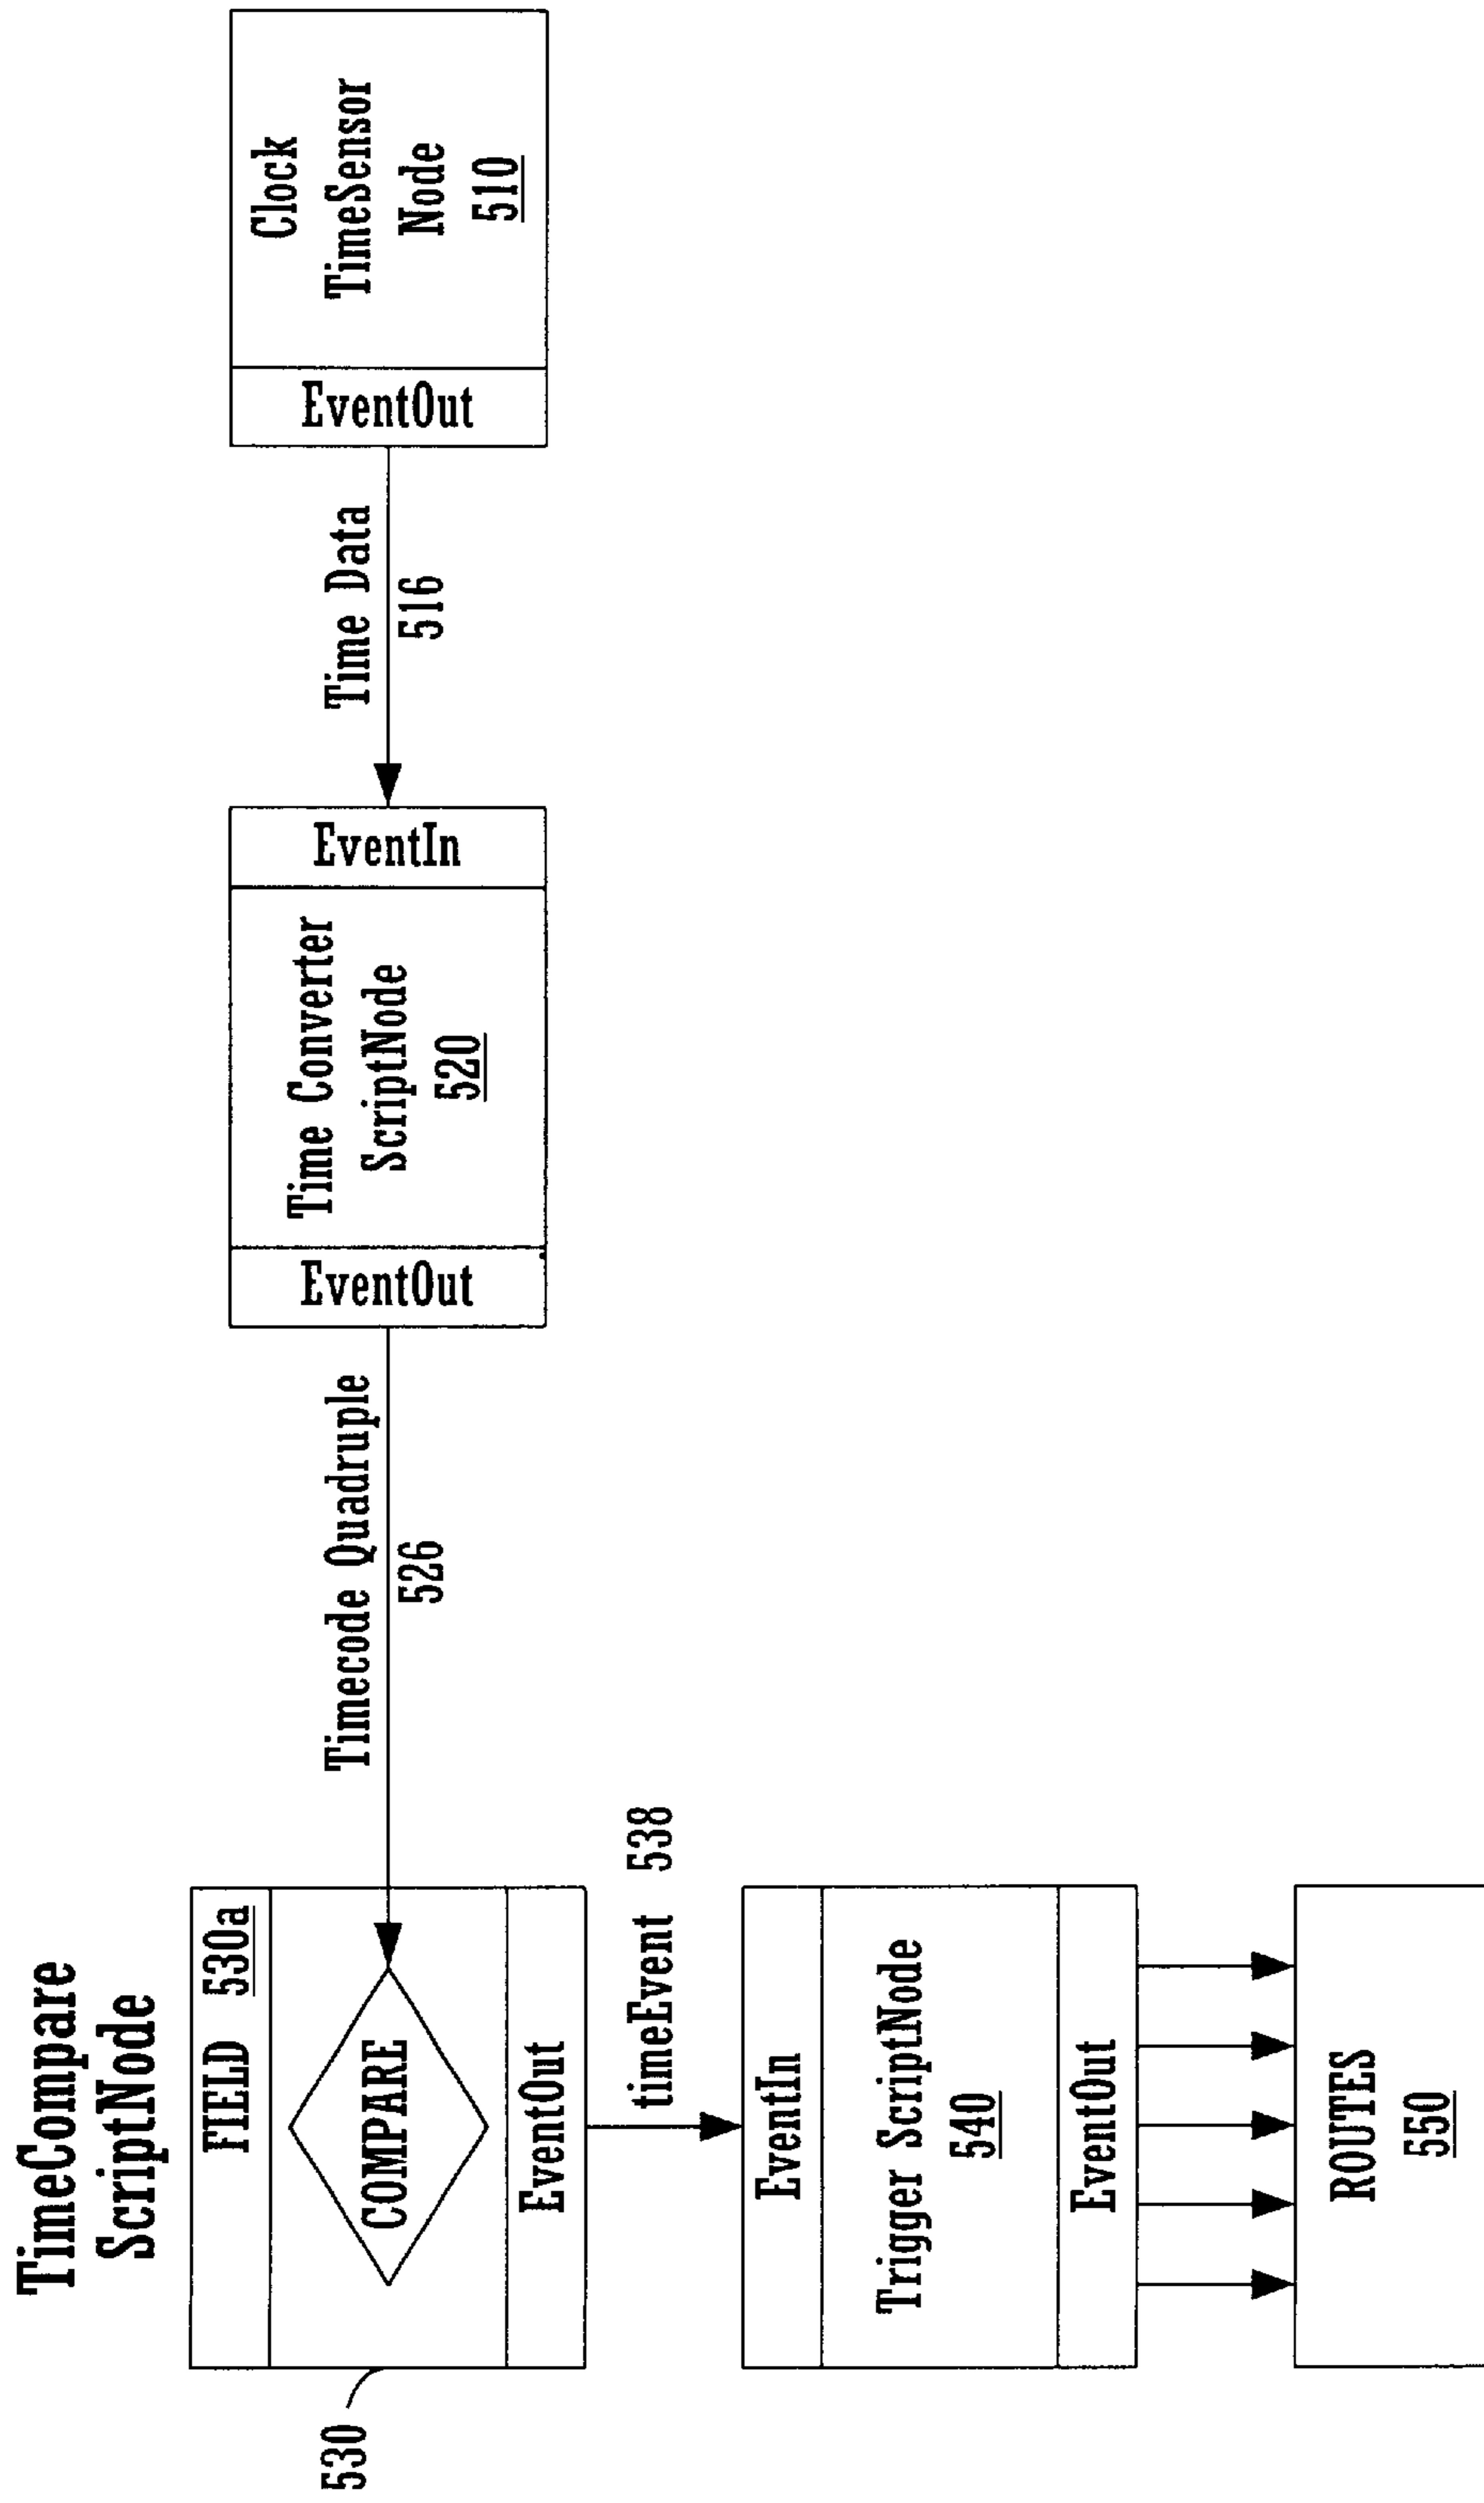 TimeCompare
ScriptNode
530
FIELD 530a
COMPARE
EventOut
Timecode Quadruple
526
EventOut
Time Converter
ScriptNode
520
EventIn
Time Data
516
EventOut
Clock
TimeSensor
Node
510
timeEvent 538
EventIn
Trigger ScriptNode
540
EventOut
ROUTES
550